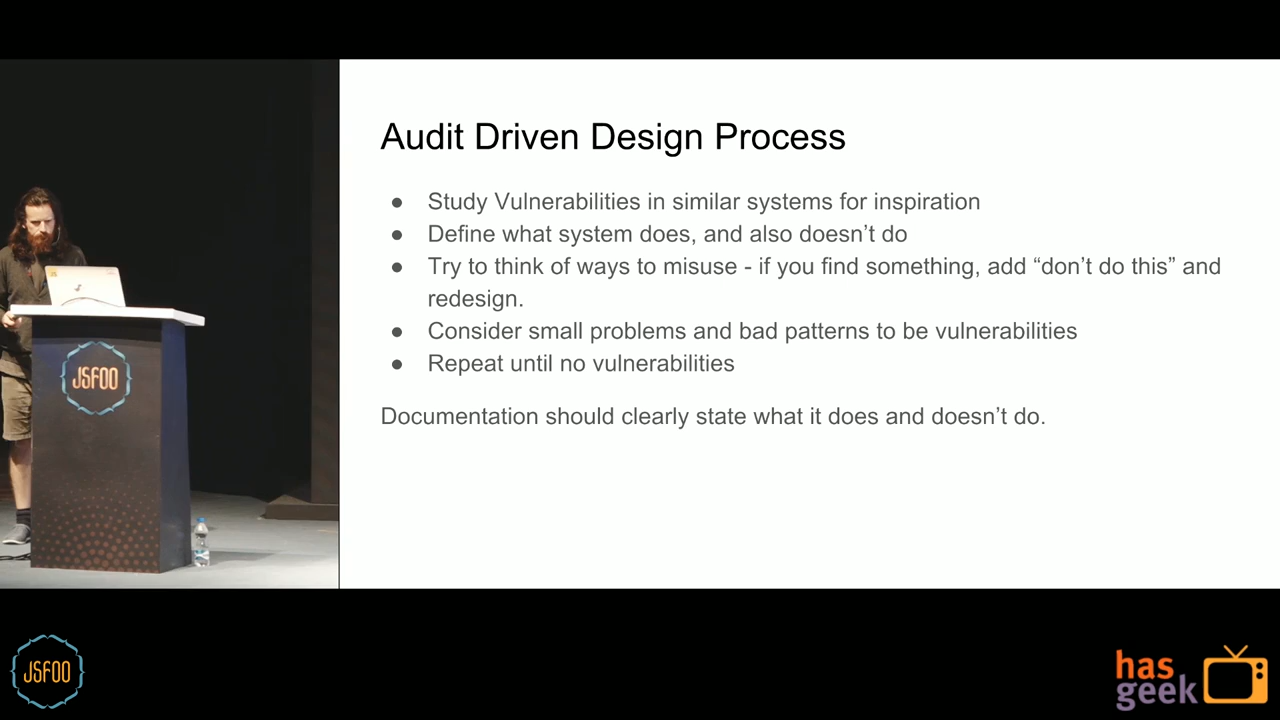 Audit Driven Design Process
● Study Vulnerabilities in similar systems for inspiration
● Define what system does, and also doesn’t do
● Try to think of ways to misuse - if you find something, add “don’t do this” and
redesign.
● Consider small problems and bad patterns to be vulnerabilities
● Repeat until no vulnerabilities
Documentation should clearly state what it does and doesn’t do.
JSFOO
JSFOO
has
geek